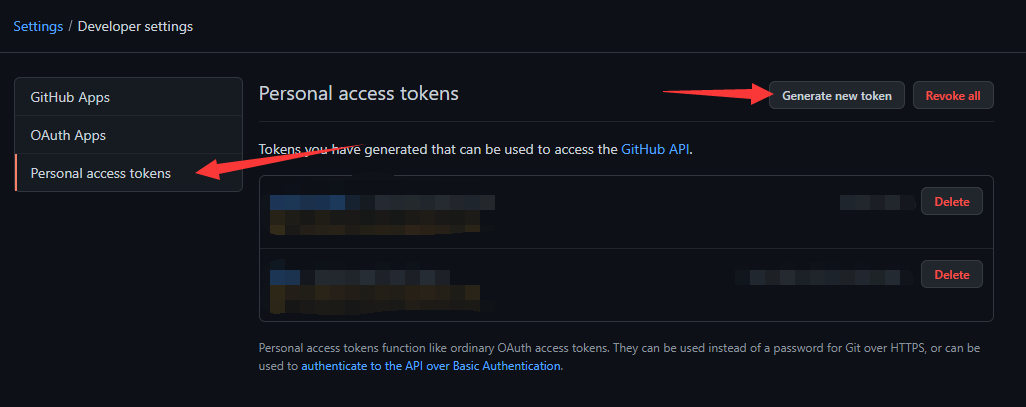 Settings / Developer settings
GitHub Apps
OAuth Apps
Personal access tokens
Personal access tokens
Generate new token
Revoke all
Tokens you have generated that can be used to access the GitHub API.
Delete
Delete
Personal access tokens function like ordinary OAuth access tokens. They can be used instead of a password for Git over HTTPS, or can be
used to authenticate to the API over Basic Authentication.